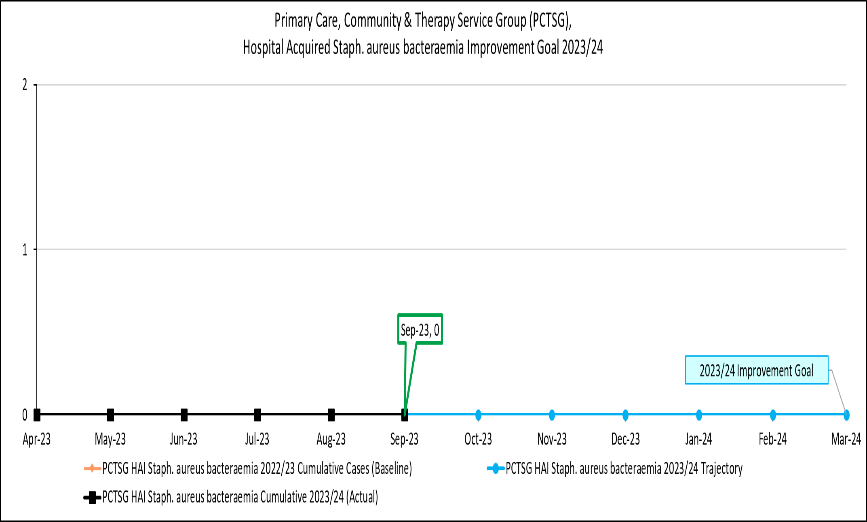 Primary Care, Community & Therapy Service Group (PCTSG),
Hospital Acquired Staph. aureus bacteraemia Improvement Goal 2023/24
2
1
Sep-23, 0
2023/24 Improvement Goal
0
Apr-23 May-23 Jun-23 Jul-23 Aug-23 Sep-23 Oct-23 Nov-23 Dec-23 Jan-24 Feb-24 Mar-24
PCTSG HAI Staph. aureus bacteraemia 2022/23 Cumulative Cases (Baseline) PCTSG HAI Staph. aureus bacteraemia 2023/24 Trajectory
PCTSG HAI Staph. aureus bacteraemia Cumulative 2023/24 (Actual)